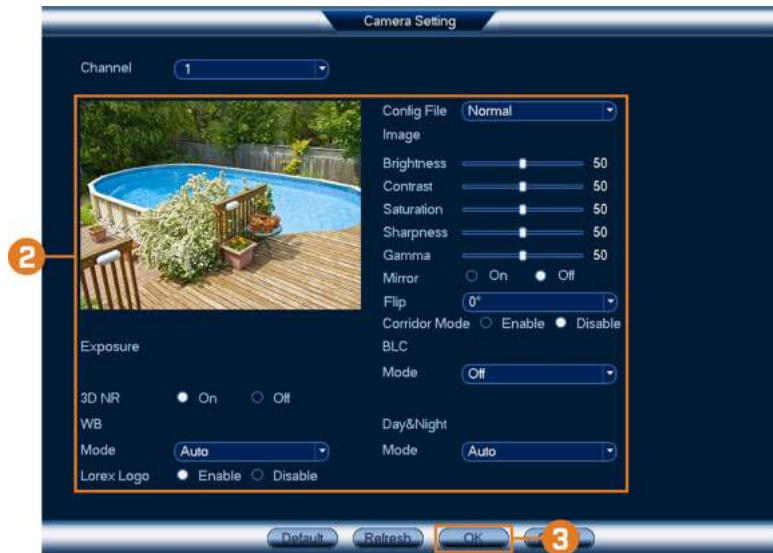 Camera Setting
Channel 1
Config File Normal
Image
Brightness 50
Contrast 50
Saturation 50
Sharpness 50
Gamma 50
Mirror On Off
Flip 0°
Corridor Mode Enable Disable
2
Exposure BLC
Mode Off
3D NR On Off
WB Day&Night
Mode Auto Mode Auto
Lorex Logo Enable Disable
Default Refresh OK 3